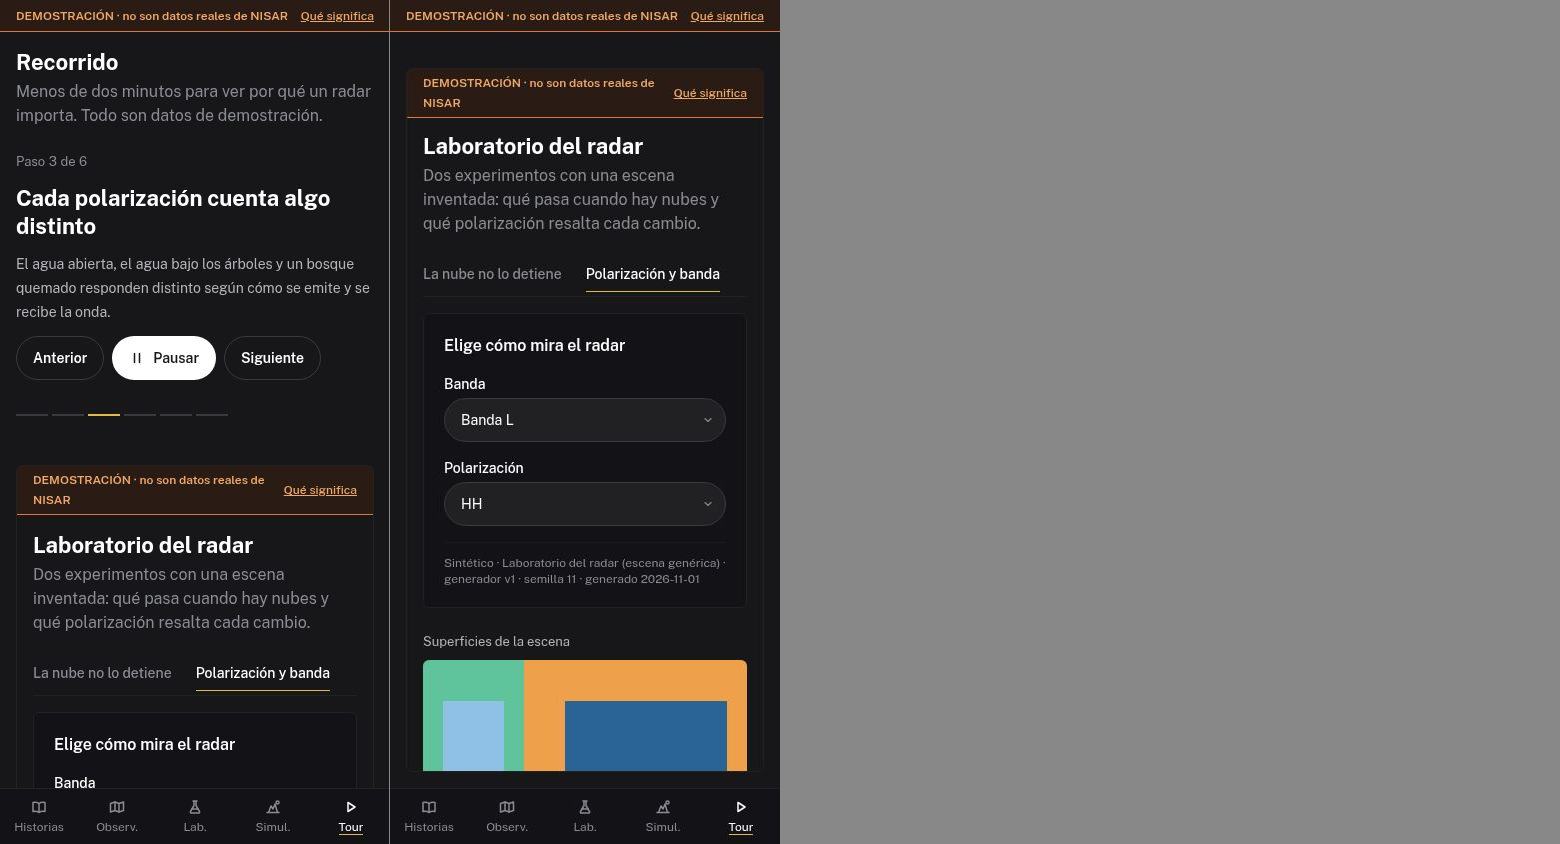 DEMOSTRACIÓN · no son datos reales de NISAR Qué significa
Recorrido
Menos de dos minutos para ver por qué un radar
importa. Todo son datos de demostración.
Paso 3 de 6
Cada polarización cuenta algo
distinto
El agua abierta, el agua bajo los árboles y un bosque
quemado responden distinto según cómo se emite y se
recibe la onda.
Anterior Pausar Siguiente
DEMOSTRACIÓN · no son datos reales de
NISAR
Qué significa
Laboratorio del radar
Dos experimentos con una escena
inventada: qué pasa cuando hay nubes y
qué polarización resalta cada cambio.
La nube no lo detiene Polarización y banda
Elige cómo mira el radar
Banda
Historias Observ. Lab. Simul. Tour
DEMOSTRACIÓN · no son datos reales de NISAR Qué significa
DEMOSTRACIÓN · no son datos reales de
NISAR
Qué significa
Laboratorio del radar
Dos experimentos con una escena
inventada: qué pasa cuando hay nubes y
qué polarización resalta cada cambio.
La nube no lo detiene Polarización y banda
Elige cómo mira el radar
Banda
Banda L
Polarización
HH
Sintético · Laboratorio del radar (escena genérica) ·
generador v1 · semilla 11 · generado 2026-11-01
Superficies de la escena
Historias Observ. Lab. Simul. Tour